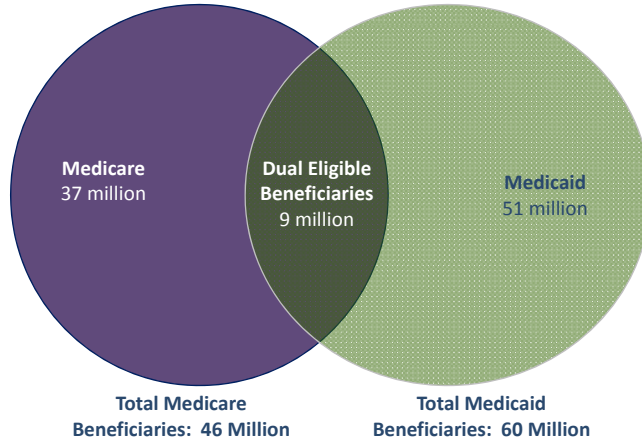 Medicare
37 million
Dual Eligible
Beneficiaries
9 million
Medicaid
51 million
Total Medicare
Beneficiaries: 46 Million
Total Medicaid
Beneficiaries: 60 Million